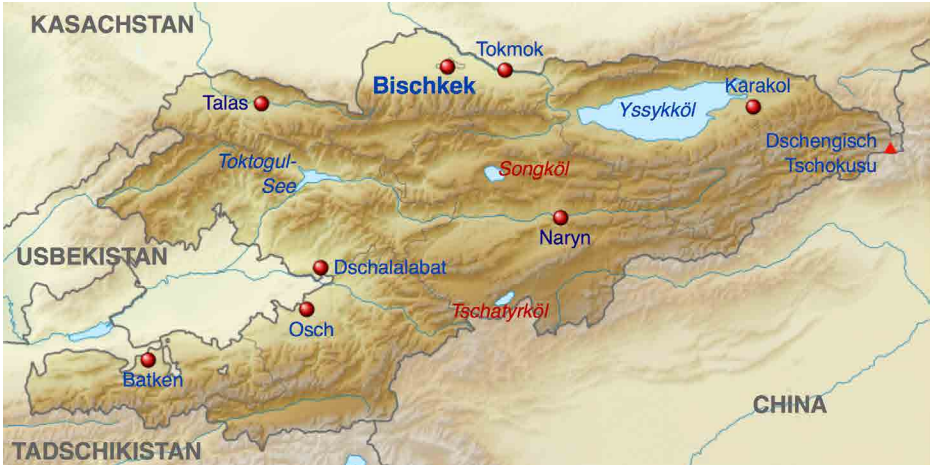 KASACHSTAN
Tokmok
Bischkek
Karakol
Talas
Yssykköl
Dschengisch
Tschokusu
Toktogul-
See
Songköl
Naryn
USBEKISTAN
Dschalalabat
Tschatyrköl
Osch
Batken
CHINA
TADSCHIKISTAN